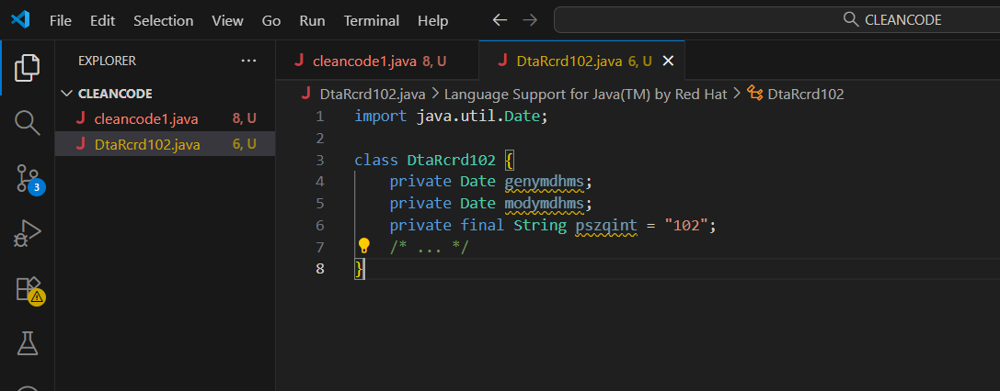 File Edit Selection View Go Run Terminal Help ← → CLEANCODE
EXPLORER ...
CLEANCODE
J cleancode1.java 8, U
J DtaRcrd102.java 6, U
3
J cleancode1.java 8, U J DtaRcrd102.java 6, U ×
J DtaRcrd102.java > Language Support for Java(TM) by Red Hat > DtaRcrd102
1 import java.util.Date;
2
3 class DtaRcrd102 {
4 private Date genymdhms;
5 private Date modymdhms;
6 private final String pszqint = "102";
7 /* ... */
8 }